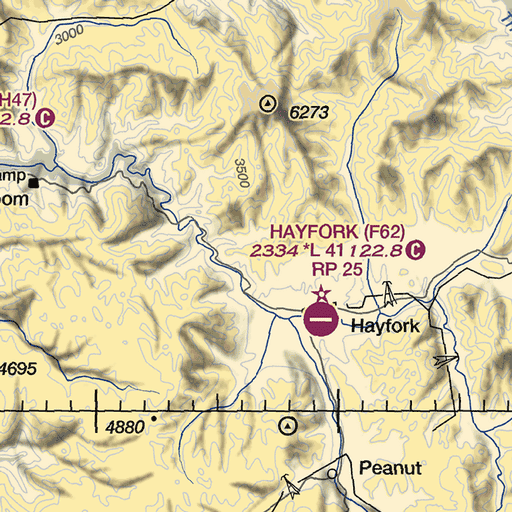 3000
H47)
2.8 C
6273
amp
oom
3500
HAYFORK (F62)
2334 *L 41 122.8 C
RP 25
Hayfork
4695
4880
Peanut